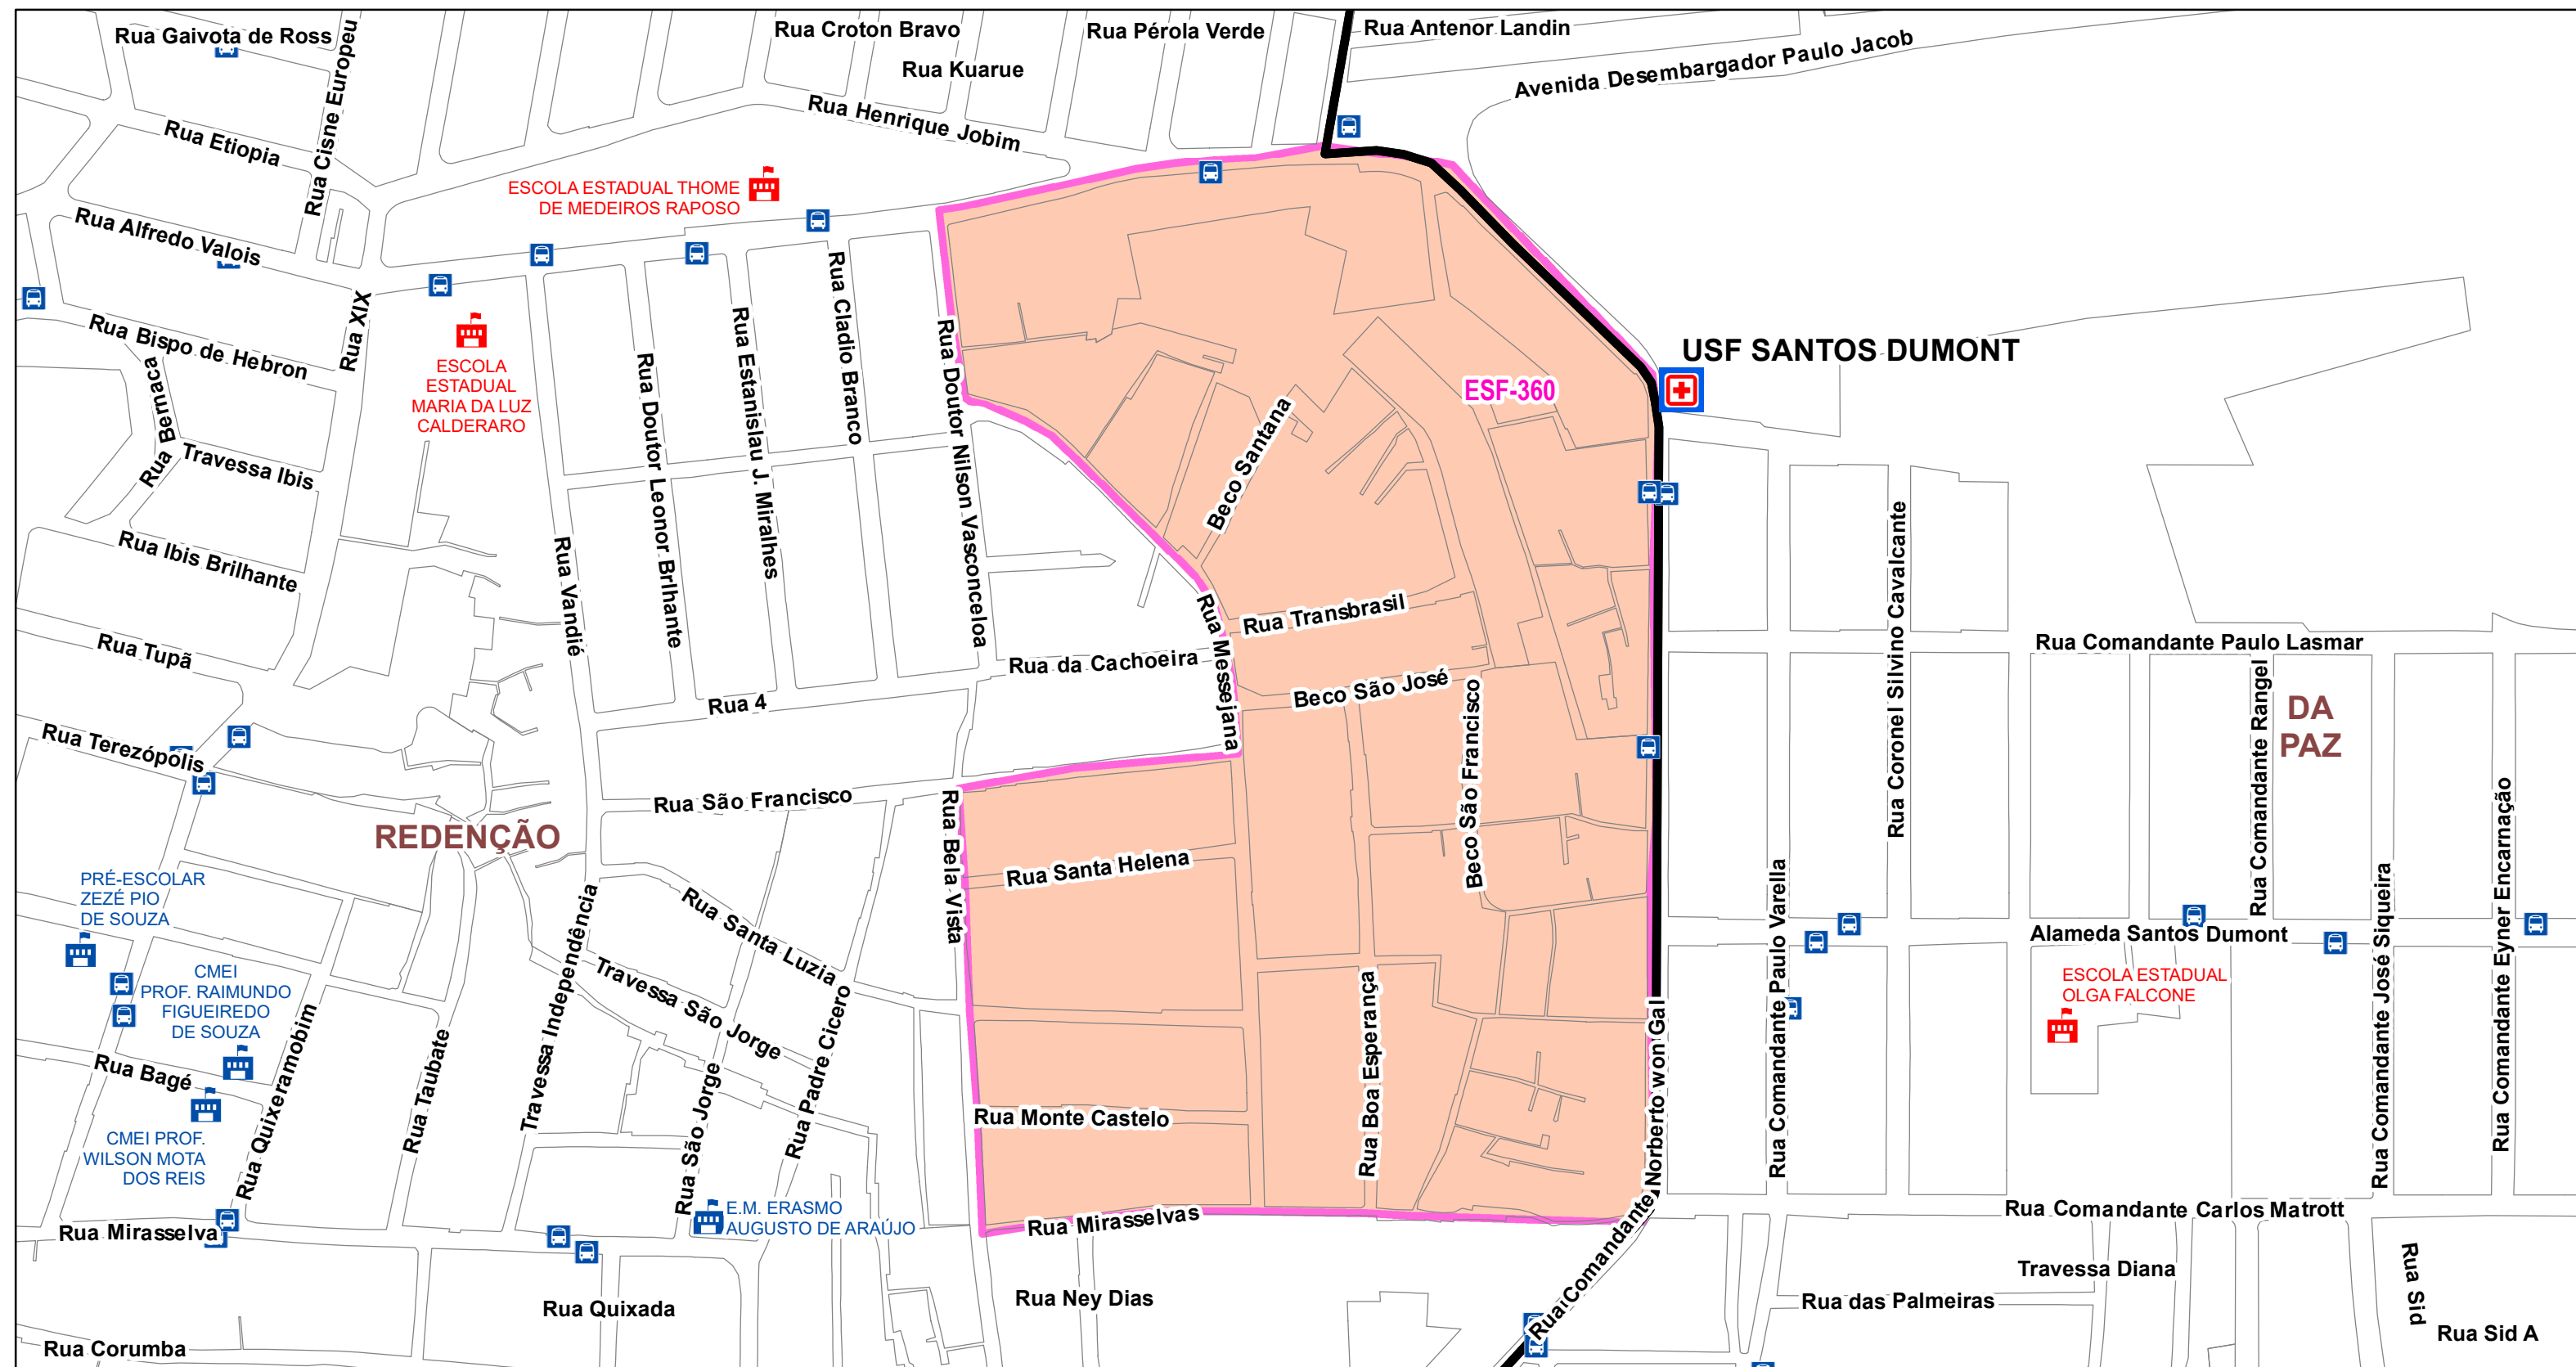 Rua Gaivota de Ross
Rua Cisne Europeu
Rua Croton Bravo
Rua Kuarue
Rua Pérola Verde
Rua Antenor Landin
Avenida Desembargador Paulo Jacob
Rua Henrique Jobim
Rua Etiopia
ESCOLA ESTADUAL THOME
DE MEDEIROS RAPOSO
Rua Alfredo Valois
Rua Bispo de Hebron
Rua XIX
Rua Bernaca
Travessa Ibis
Rua Ibis Brilhante
Rua Tupã
Rua Terezópolis
ESCOLA
ESTADUAL
MARIA DA LUZ
CALDERARO
Rua Vandié
Rua Doutor Leonor Brlhante
Rua Estanislau J. Miralhes
Rua Cladio Branco
Rua Doutor Nilson Vasconceloa
USF SANTOS DUMONT
ESF-360
Beco Santana
Rua Transbrasil
Rua Messejana
Rua da Cachoeira
Beco São José
Beco São Francisco
Rua 4
Rua São Francisco
REDENÇÃO
Rua Bela Vista
Rua Santa Helena
Rua Santa Luzia
Travessa São Jorge
Travessa Independência
Rua Padre Cicero
Rua São Jorge
Rua Taubate
Rua Quixeramobim
PRÉ-ESCOLAR
ZEZÉ PIO
DE SOUZA
CMEI
PROF. RAIMUNDO
FIGUEIREDO
DE SOUZA
Rua Bagé
CMEI PROF.
WILSON MOTA
DOS REIS
Rua Mirasselva
E.M. ERASMO
AUGUSTO DE ARAÚJO
Rua Monte Castelo
Rua Boa Esperança
Rua Mirasselvas
Rua Comandante Norberto won Gal
Rua Comandante Paulo Varella
Rua Coronel Silvino Cavalcante
Rua Comandante Paulo Lasmar
Rua Comandante Rangel
DA
PAZ
Alameda Santos Dumont
ESCOLA ESTADUAL
OLGA FALCONE
Rua Comandante José Siqueira
Rua Comandante Eyner Encarnação
Rua Comandante Carlos Matrott
Travessa Diana
Rua das Palmeiras
Rua Sid
Rua Sid A
Rua Ney Dias
Rua Quixada
Rua Corumba